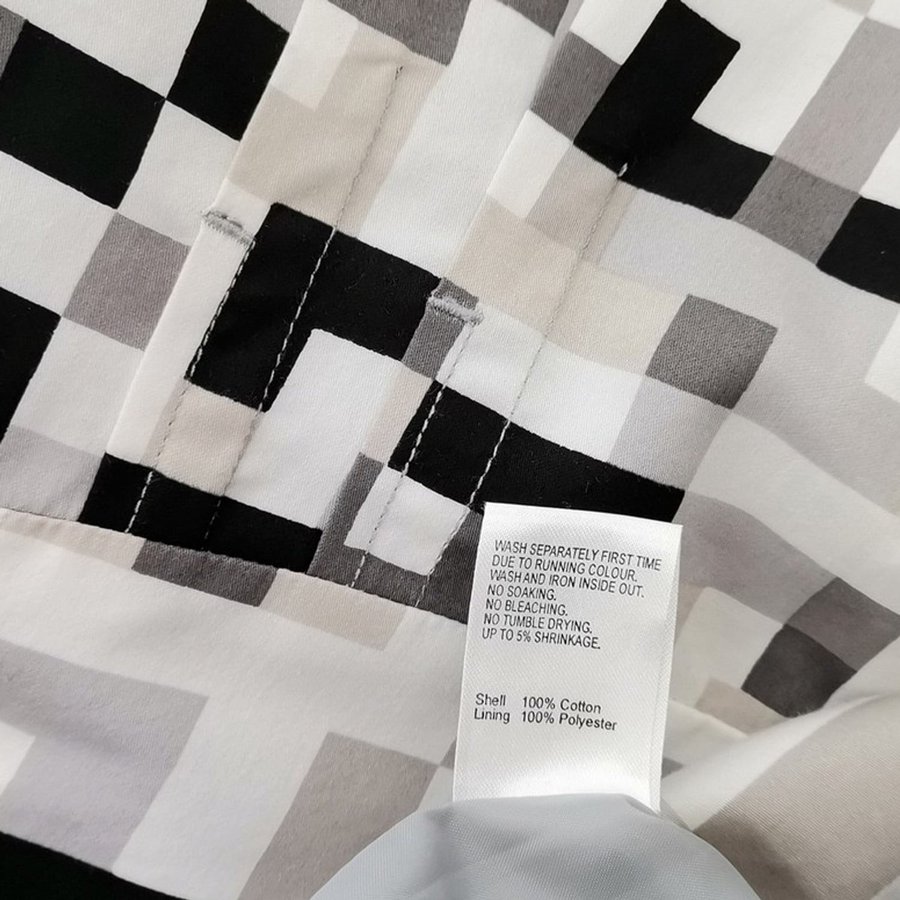 WASH SEPARATELY FIRST TIME
DUE TO RUNNING COLOUR.
WASH AND IRON INSIDE OUT.
NO SOAKING.
NO BLEACHING.
NO TUMBLE DRYING.
UP TO 5% SHRINKAGE.
Shell 100% Cotton
Lining 100% Polyester